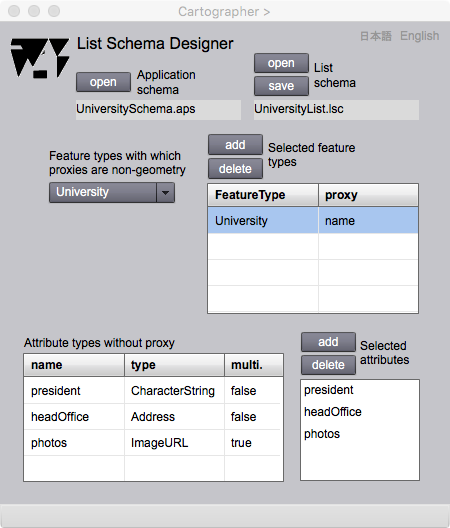 Cartographer >
日本語 English
List Schema Designer
open
Application
schema
UniversitySchema.aps
open
save
List
schema
UniversityList.lsc
Feature types with which
proxies are non-geometry
University
add
delete
Selected feature
types
FeatureType proxy
University name
Attribute types without proxy
name type multi.
president CharacterString false
headOffice Address false
photos ImageURL true
add
delete
Selected
attributes
president
headOffice
photos